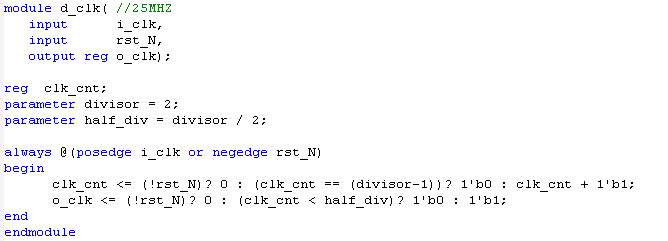 module d_clk( //25MHZ
input i_clk,
input rst_N,
output reg o_clk);
reg clk_cnt;
parameter divisor = 2;
parameter half_div = divisor / 2;
always @(posedge i_clk or negedge rst_N)
begin
clk_cnt <= (!rst_N)? 0 : (clk_cnt == (divisor-1))? 1'b0 : clk_cnt + 1'b1;
o_clk <= (!rst_N)? 0 : (clk_cnt < half_div)? 1'b0 : 1'b1;
end
endmodule